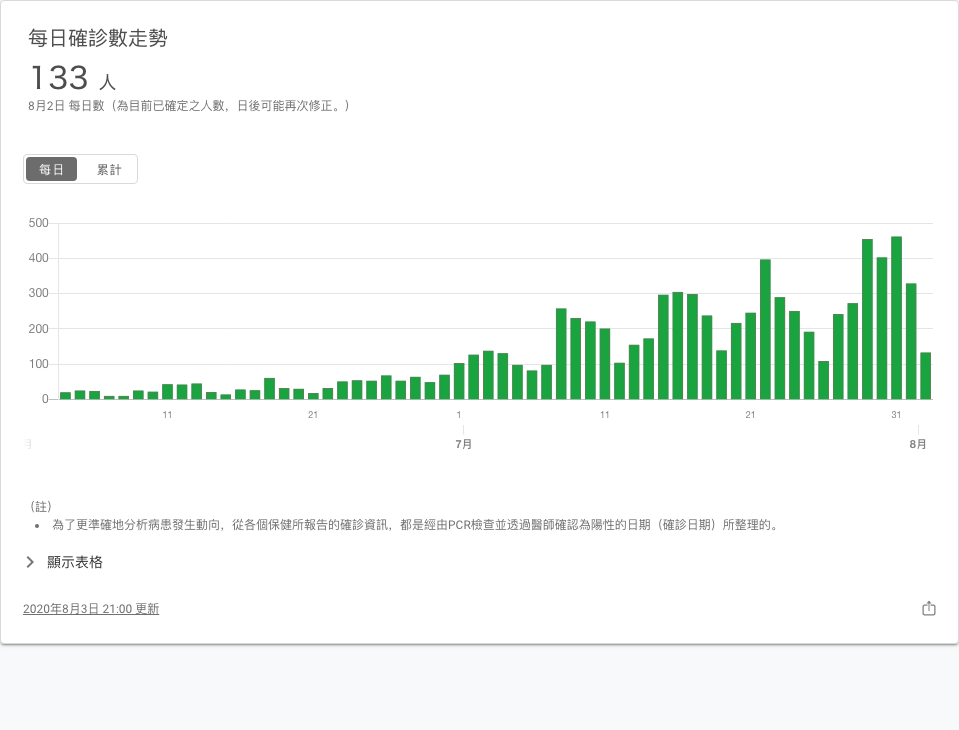 每日確診數走勢
133 人
8月2日 每日數（為目前已確定之人數，日後可能再次修正。）
每日 累計
500
400
300
200
100
0
11 21 1 11 21 31
月 7月 8月
（註）
• 為了更準確地分析病患發生動向，從各個保健所報告的確診資訊，都是經由PCR檢查並透過醫師確認為陽性的日期（確診日期）所整理的。
顯示表格
2020年8月3日 21:00 更新